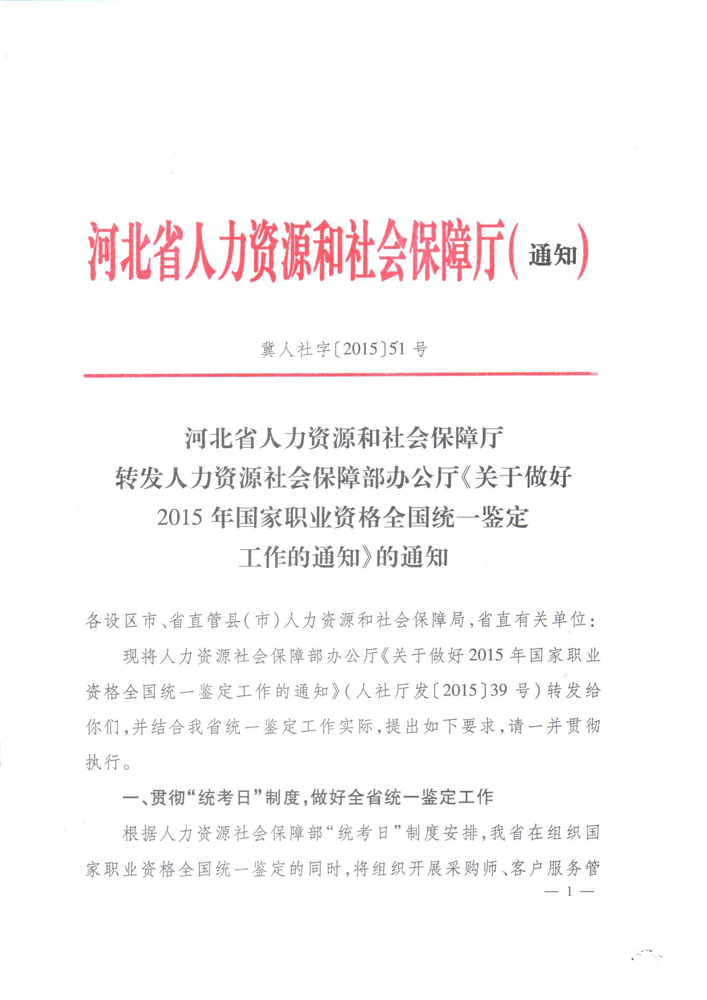 河北省人力资源和社会保障厅(通知)
冀人社字〔2015〕51 号
河北省人力资源和社会保障厅
转发人力资源社会保障部办公厅《关于做好
2015 年国家职业资格全国统一鉴定
工作的通知》的通知
各设区市、省直管县(市)人力资源和社会保障局,省直有关单位:
现将人力资源社会保障部办公厅《关于做好 2015 年国家职业
资格全国统一鉴定工作的通知》(人社厅发〔2015〕39 号)转发给
你们,并结合我省统一鉴定工作实际,提出如下要求,请一并贯彻
执行。
一、贯彻“统考日”制度,做好全省统一鉴定工作
根据人力资源社会保障部“统考日”制度安排,我省在组织国
家职业资格全国统一鉴定的同时,将组织开展采购师、客户服务管
— 1 —